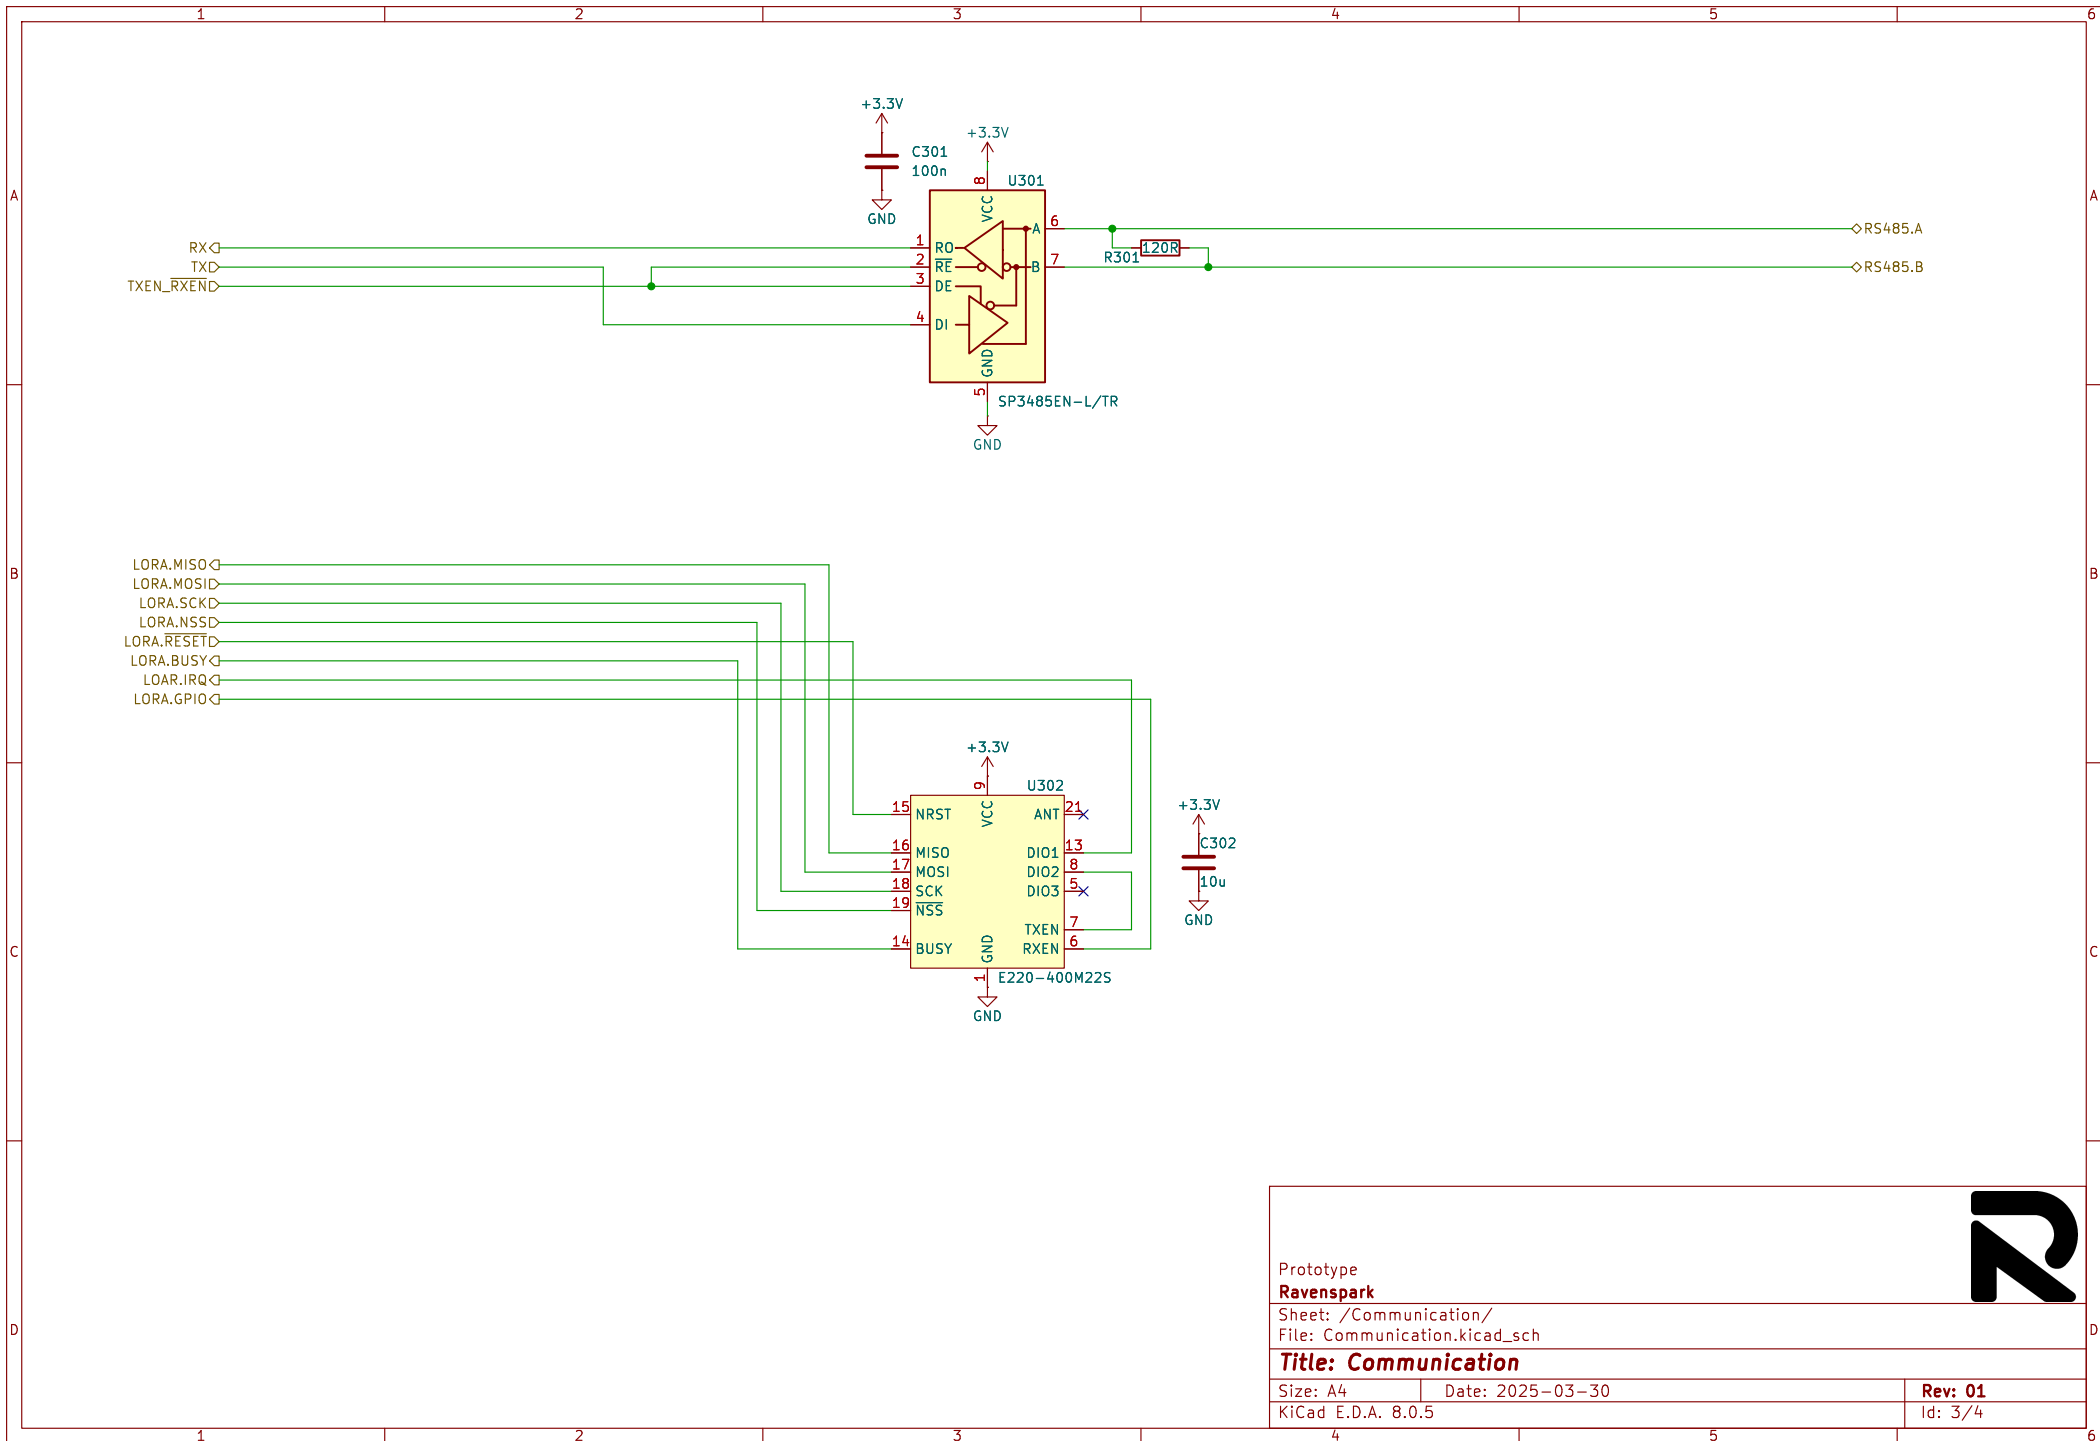 1 2 3 4 5 6
A A
B B
C C
D D
+3.3V
C301
100n
GND
+3.3V
U301
8
VCC
1 RO
2 RE
3 DE
4 DI
A 6
B 7
GND
5
SP3485EN-L/TR
GND
RX
TX
TXEN_RXEN
120R
R301
RS485.A
RS485.B
LORA.MISO
LORA.MOSI
LORA.SCK
LORA.NSS
LORA.RESET
LORA.BUSY
LOAR.IRQ
LORA.GPIO
+3.3V
U302
9
VCC
15 NRST
16 MISO
17 MOSI
18 SCK
19 NSS
14 BUSY
ANT 21
DIO1 13
DIO2 8
DIO3 5
TXEN 7
RXEN 6
GND
1
E220-400M22S
GND
+3.3V
C302
10u
GND
Prototype
Ravenspark
Sheet: /Communication/
File: Communication.kicad_sch
Title: Communication
Size: A4 Date: 2025-03-30 Rev: 01
KiCad E.D.A. 8.0.5 Id: 3/4
1 2 3 4 5 6